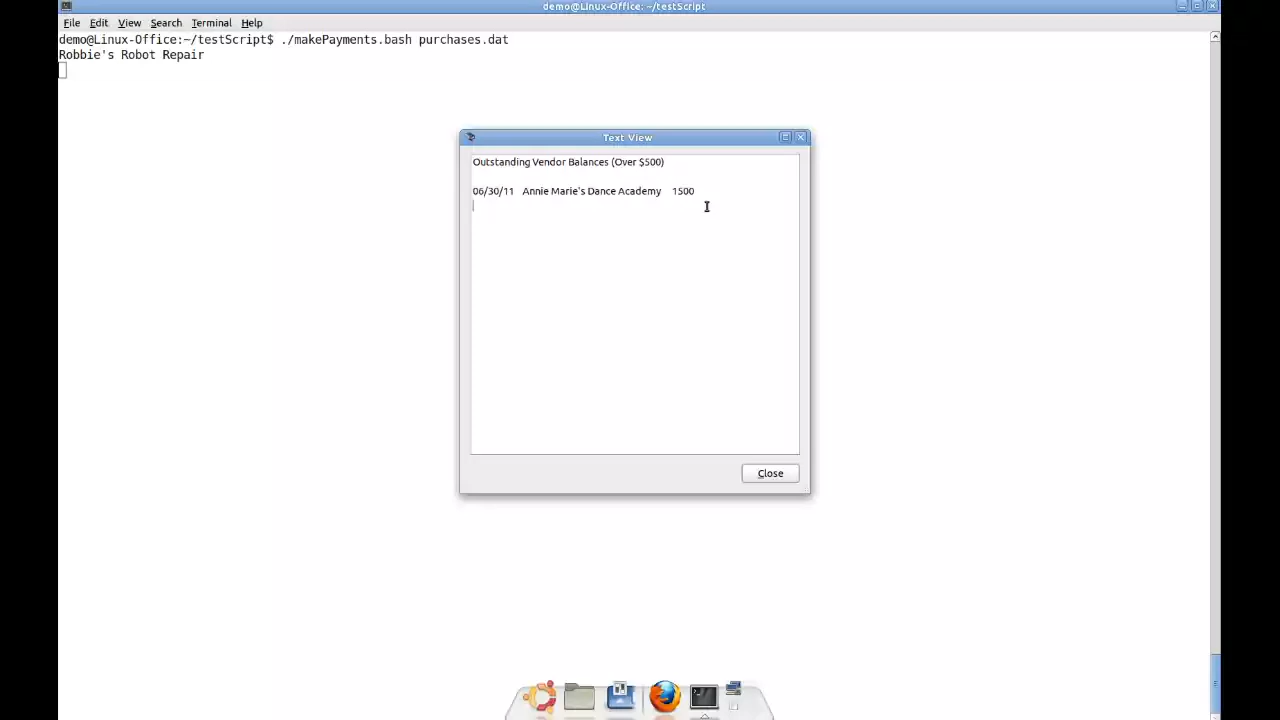 demo@Linux-Office: ~/testScript
File Edit View Search Terminal Help
demo@Linux-Office:~/testScript$ ./makePayments.bash purchases.dat
Robbie's Robot Repair
Text View
Outstanding Vendor Balances (Over $500)
06/30/11 Annie Marie's Dance Academy 1500
Close